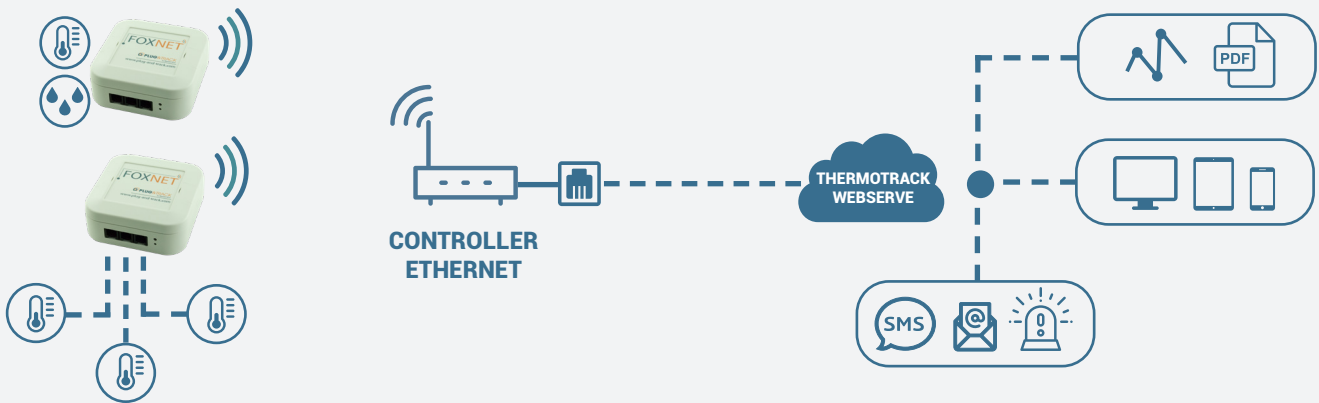 FOXNET
FOXNET
CONTROLLER
ETHERNET
THERMOTRACK
WEBSERVE
PDF
SMS
@